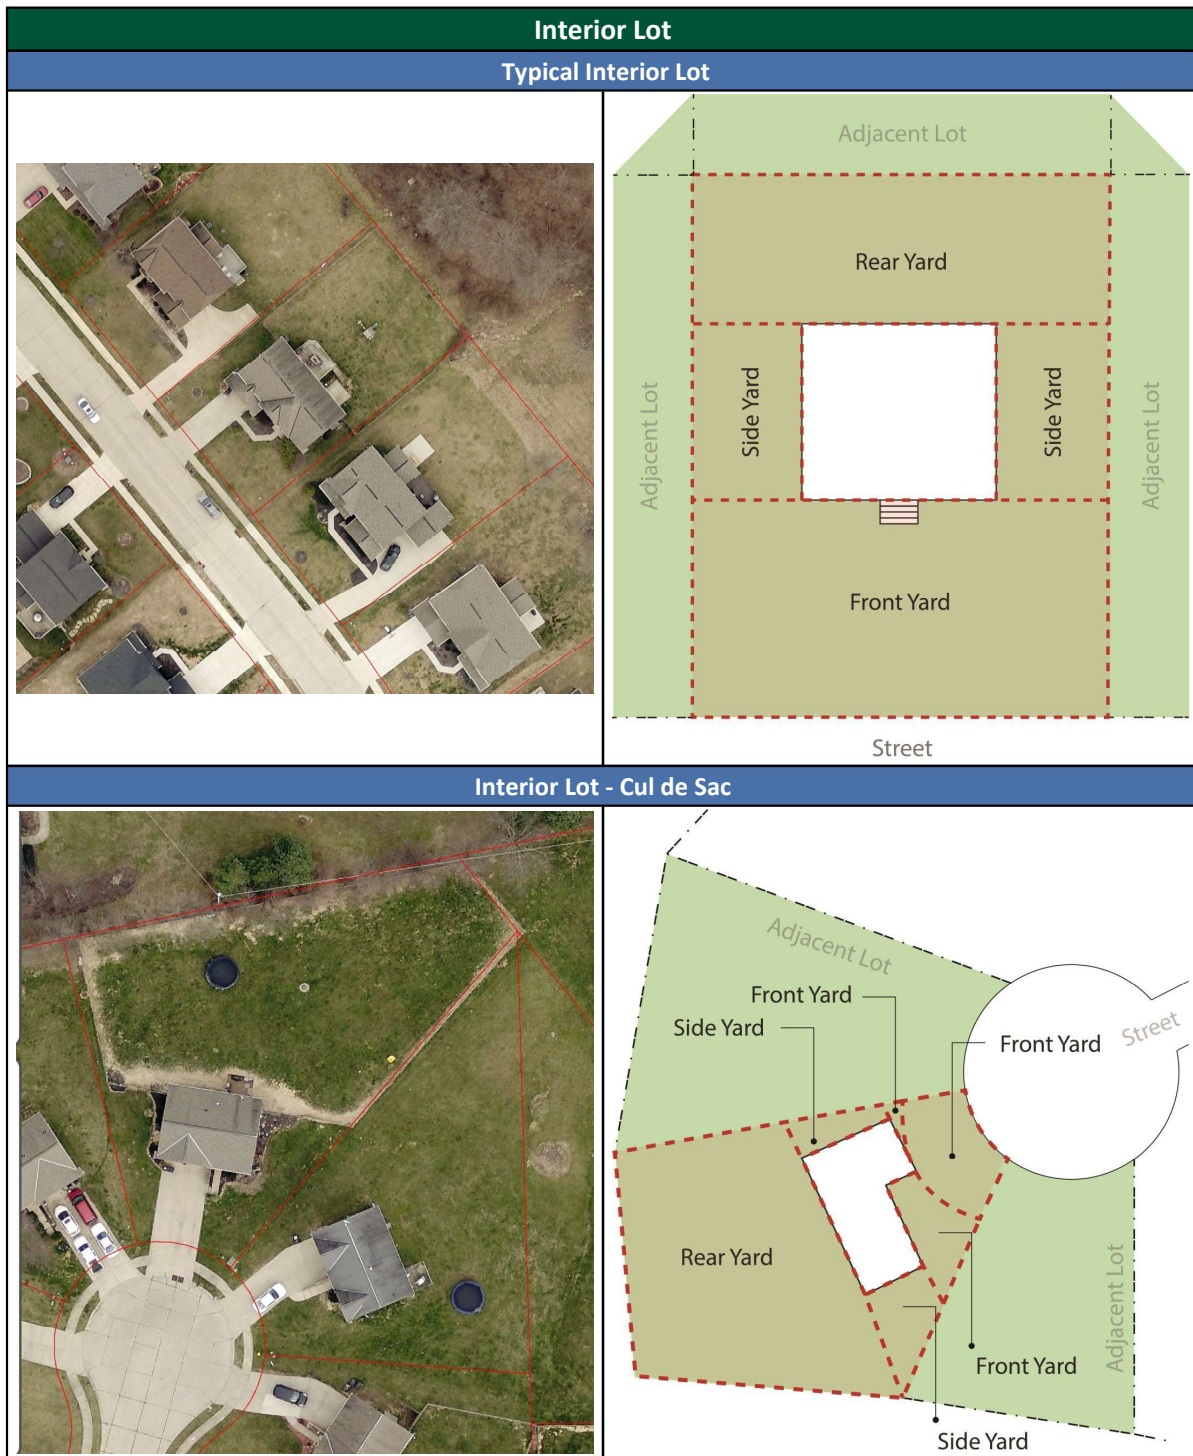 Interior Lot
Typical Interior Lot
Adjacent Lot
Rear Yard
Adjacent Lot
Side Yard
Side Yard
Adjacent Lot
Front Yard
Street
Interior Lot - Cul de Sac
Adjacent Lot
Front Yard
Side Yard
Front Yard
Street
Rear Yard
Adjacent Lot
Front Yard
Side Yard